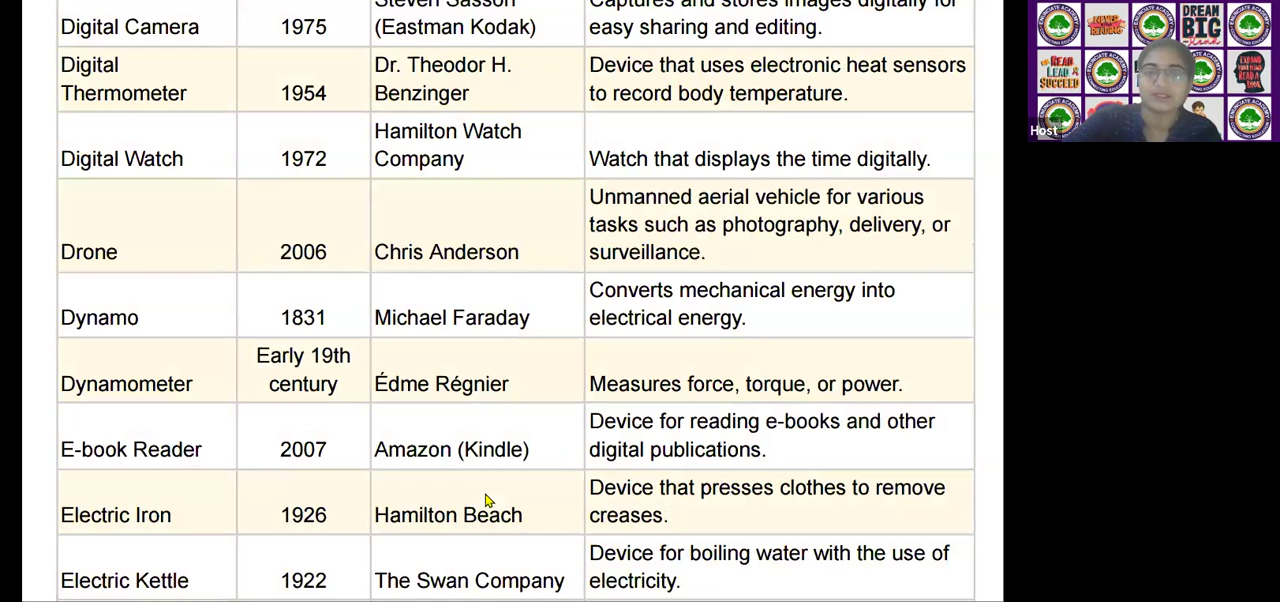 Steven Sasson
Captures and stores images digitally for
Digital Camera 1975 (Eastman Kodak) easy sharing and editing.
Digital Dr. Theodor H. Device that uses electronic heat sensors
Thermometer 1954 Benzinger to record body temperature.
Hamilton Watch
Digital Watch 1972 Company Watch that displays the time digitally.
Unmanned aerial vehicle for various
tasks such as photography, delivery, or
Drone 2006 Chris Anderson surveillance.
Converts mechanical energy into
Dynamo 1831 Michael Faraday electrical energy.
Early 19th
Dynamometer century Édme Régnier Measures force, torque, or power.
Device for reading e-books and other
E-book Reader 2007 Amazon (Kindle) digital publications.
Device that presses clothes to remove
Electric Iron 1926 Hamilton Beach creases.
Device for boiling water with the use of
Electric Kettle 1922 The Swan Company electricity.
DREAM
BIG
READ
LEAD
SUCCEED
Host